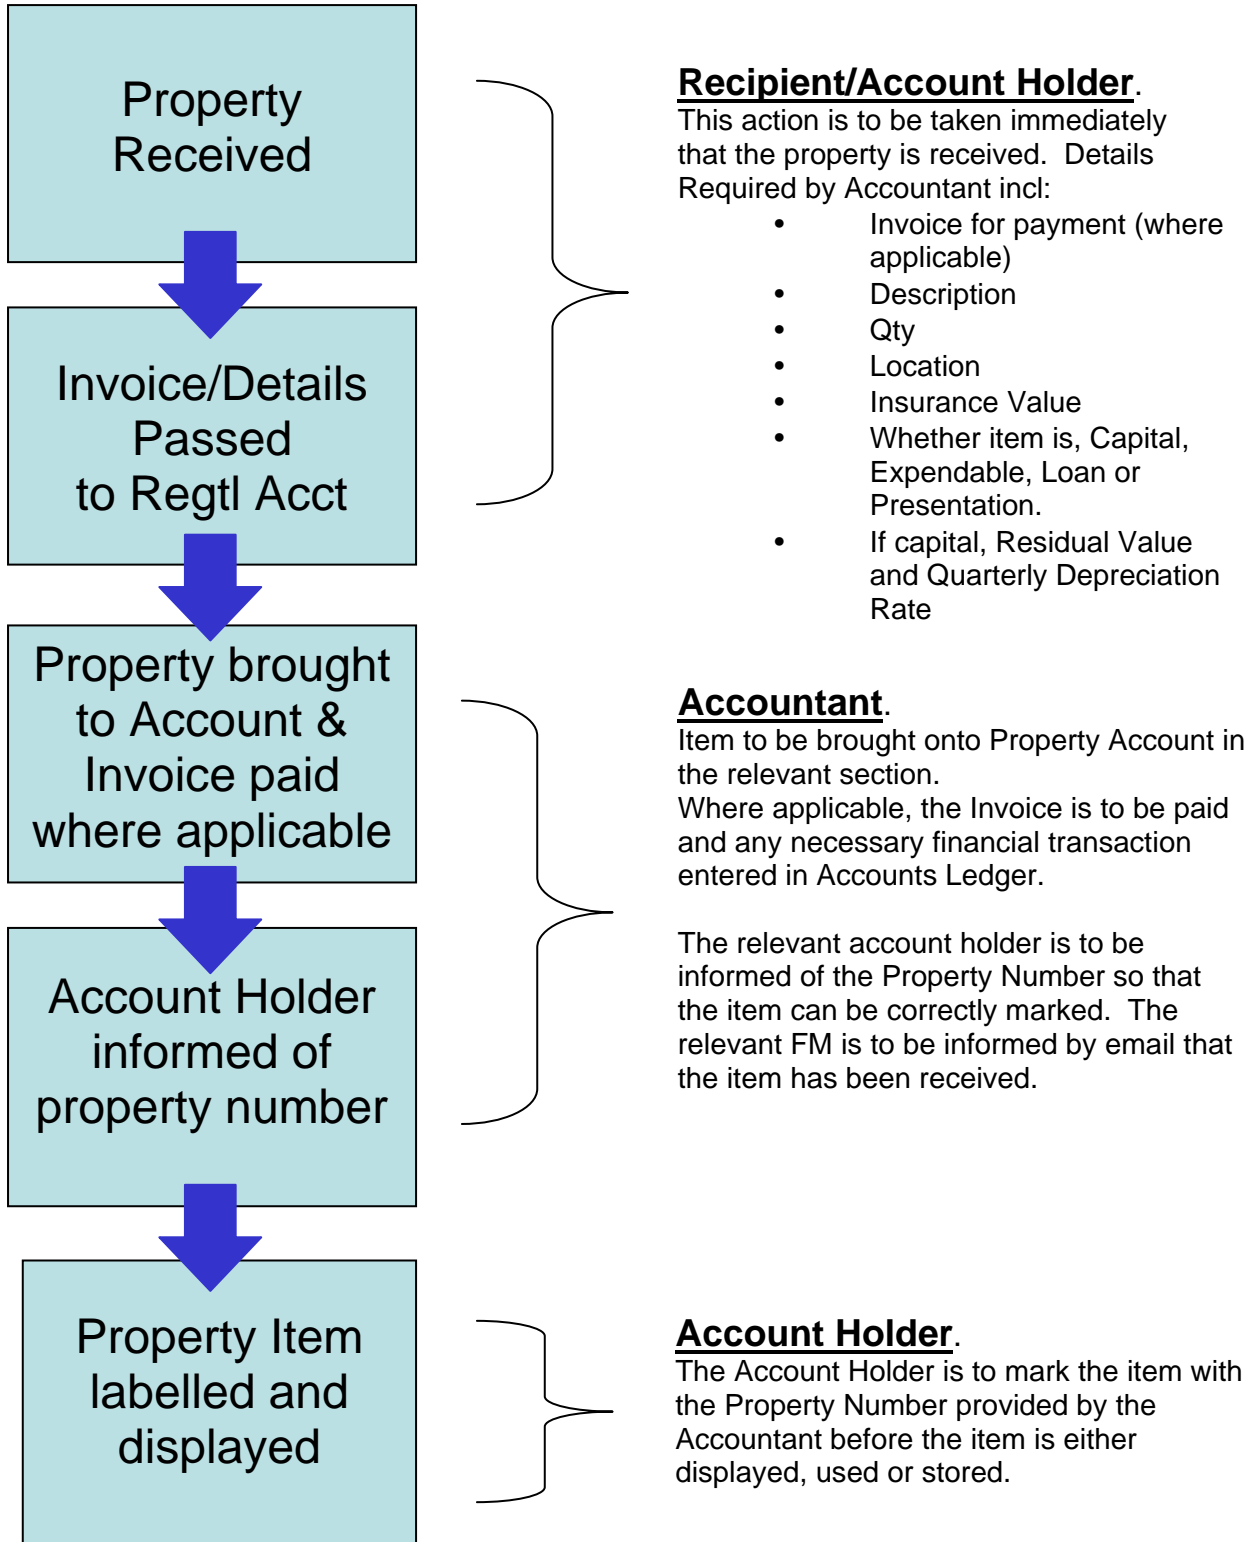 Property
Received
Recipient/Account Holder.
This action is to be taken immediately
that the property is received.  Details
Required by Accountant incl:
• Invoice for payment (where
applicable)
• Description
• Qty
• Location
• Insurance Value
• Whether item is, Capital,
Expendable, Loan or
Presentation.
• If capital, Residual Value
and Quarterly Depreciation
Rate
Invoice/Details
Passed
to Regtl Acct
Property brought
to Account &
Invoice paid
where applicable
Accountant.
Item to be brought onto Property Account in
the relevant section.
Where applicable, the Invoice is to be paid
and any necessary financial transaction
entered in Accounts Ledger.
The relevant account holder is to be
informed of the Property Number so that
the item can be correctly marked.  The
relevant FM is to be informed by email that
the item has been received.
Account Holder
informed of
property number
Property Item
labelled and
displayed
Account Holder.
The Account Holder is to mark the item with
the Property Number provided by the
Accountant before the item is either
displayed, used or stored.